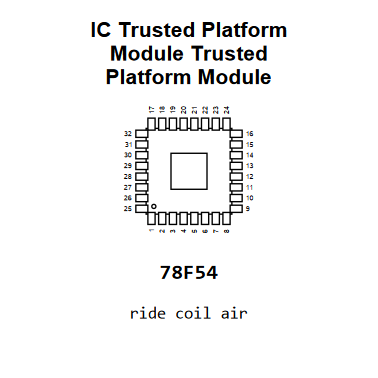 IC Trusted Platform
Module Trusted
Platform Module
17 18 19 20 21 22 23 24
32 16
31 15
30 14
29 13
28 12
27 11
26 10
25 9
1 2 3 4 5 6 7 8
78F54
ride coil air